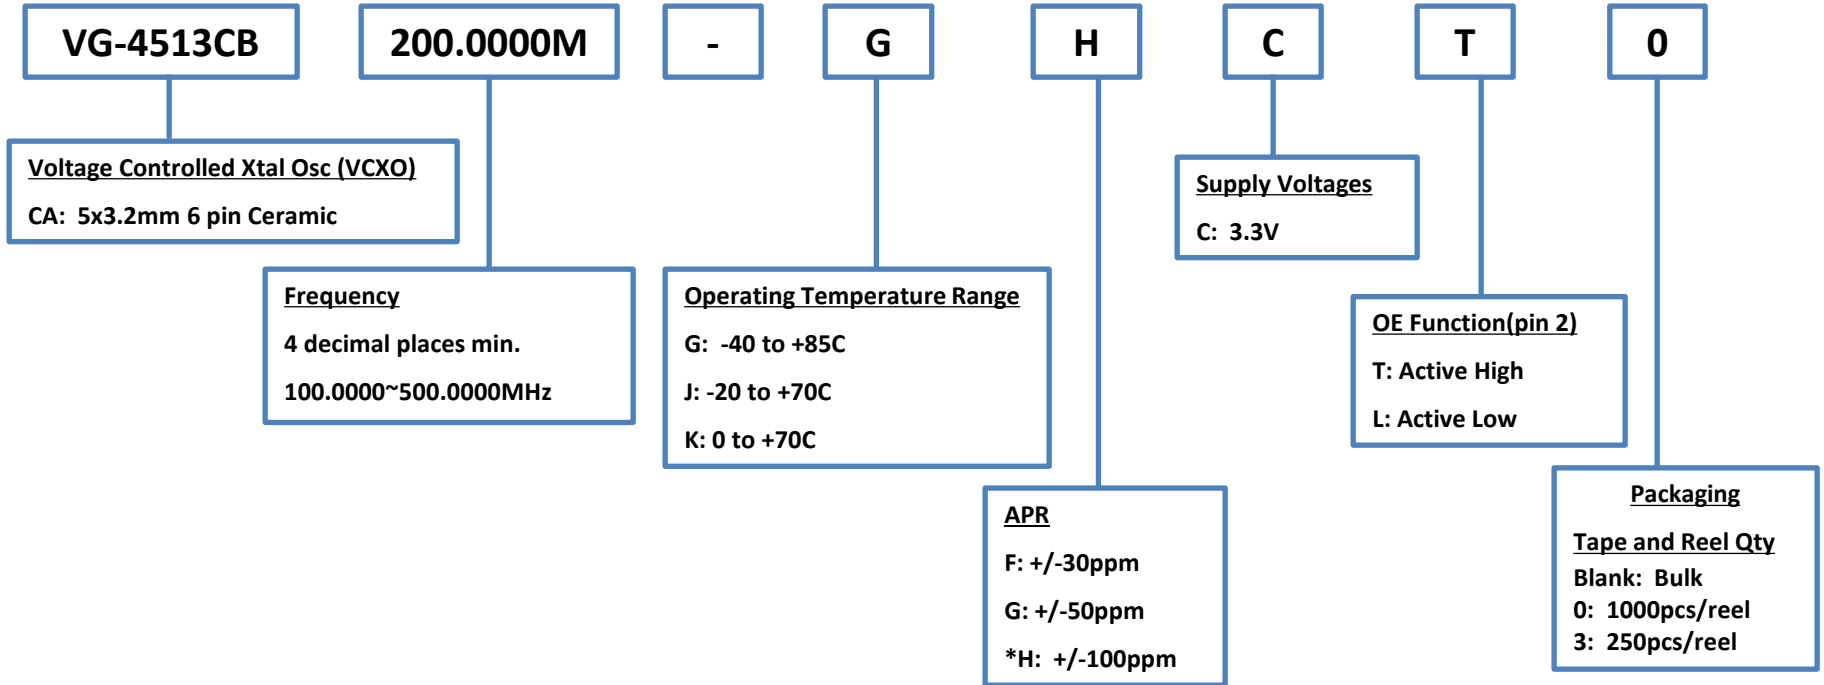 VG-4513CB 200.0000M - G H C T 0
Voltage Controlled Xtal Osc (VCXO)
CA: 5x3.2mm 6 pin Ceramic
Frequency
4 decimal places min.
100.0000~500.0000MHz
Operating Temperature Range
G: -40 to +85C
J: -20 to +70C
K: 0 to +70C
APR
F: +/-30ppm
G: +/-50ppm
*H: +/-100ppm
Supply Voltages
C: 3.3V
OE Function(pin 2)
T: Active High
L: Active Low
Packaging
Tape and Reel Qty
Blank: Bulk
0: 1000pcs/reel
3: 250pcs/reel